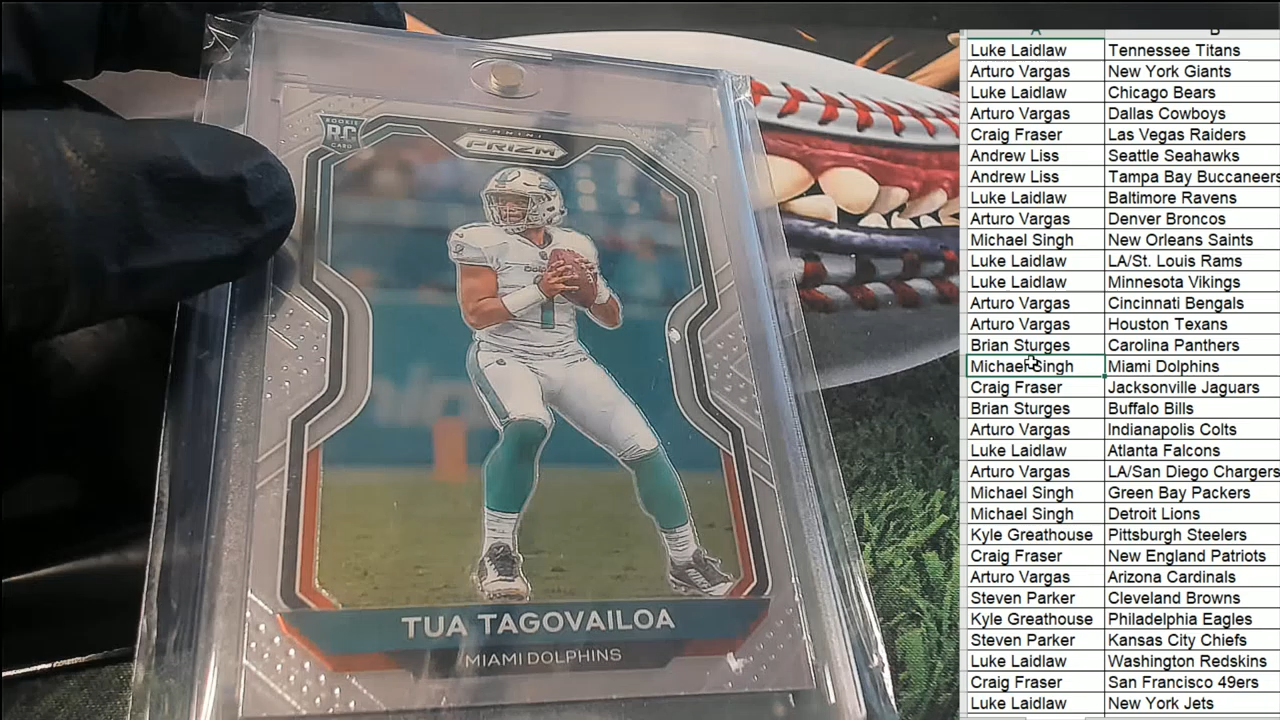 ROOKIE
RC
CARD
PANINI
PRIZM
1
TUA TAGOVAILOA
MIAMI DOLPHINS
Luke Laidlaw Tennessee Titans
Arturo Vargas New York Giants
Luke Laidlaw Chicago Bears
Arturo Vargas Dallas Cowboys
Craig Fraser Las Vegas Raiders
Andrew Liss Seattle Seahawks
Andrew Liss Tampa Bay Buccaneers
Luke Laidlaw Baltimore Ravens
Arturo Vargas Denver Broncos
Michael Singh New Orleans Saints
Luke Laidlaw LA/St. Louis Rams
Luke Laidlaw Minnesota Vikings
Arturo Vargas Cincinnati Bengals
Arturo Vargas Houston Texans
Brian Sturges Carolina Panthers
Michael Singh Miami Dolphins
Craig Fraser Jacksonville Jaguars
Brian Sturges Buffalo Bills
Arturo Vargas Indianapolis Colts
Luke Laidlaw Atlanta Falcons
Arturo Vargas LA/San Diego Chargers
Michael Singh Green Bay Packers
Michael Singh Detroit Lions
Kyle Greathouse Pittsburgh Steelers
Craig Fraser New England Patriots
Arturo Vargas Arizona Cardinals
Steven Parker Cleveland Browns
Kyle Greathouse Philadelphia Eagles
Steven Parker Kansas City Chiefs
Luke Laidlaw Washington Redskins
Craig Fraser San Francisco 49ers
Luke Laidlaw New York Jets